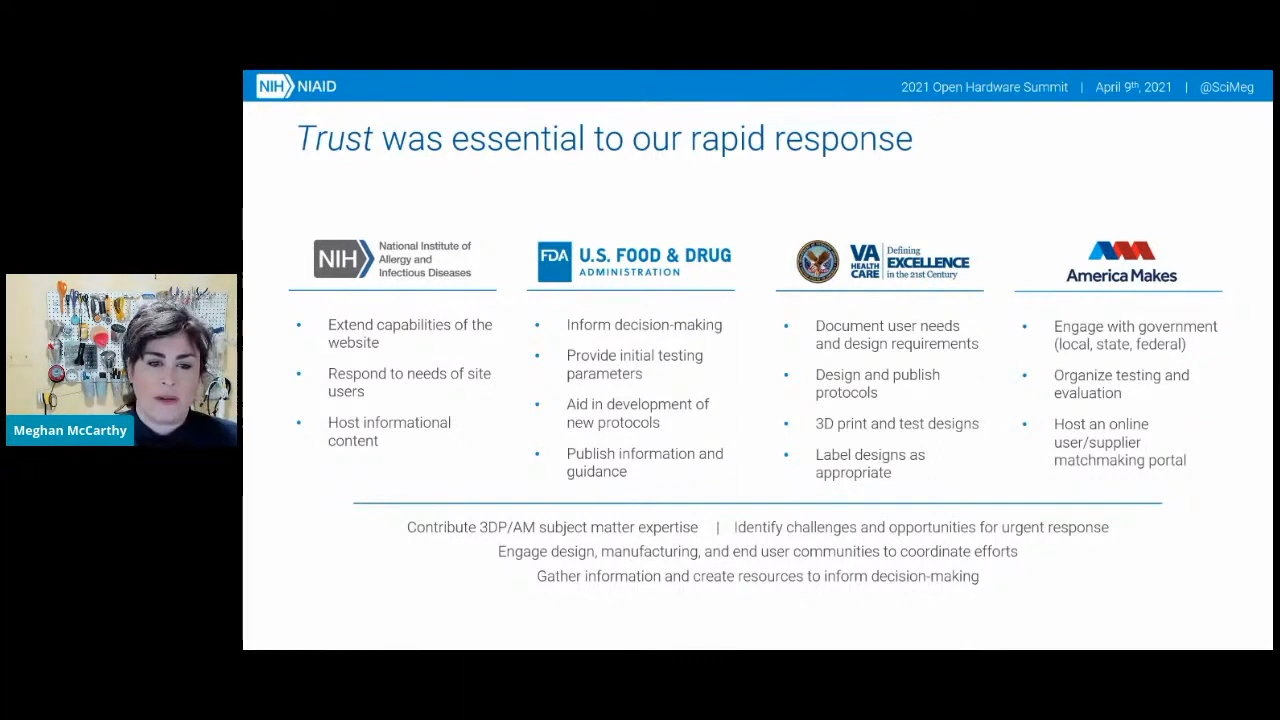 NIH NIAID
2021 Open Hardware Summit | April 9th, 2021 | @SciMeg
Trust was essential to our rapid response
NIH
National Institute of
Allergy and
Infectious Diseases
FDA
U.S. FOOD & DRUG
ADMINISTRATION
VA
HEALTH
CARE
Defining
EXCELLENCE
in the 21st Century
America Makes
• Extend capabilities of the
website
• Respond to needs of site
users
• Host informational
content
• Inform decision-making
• Provide initial testing
parameters
• Aid in development of
new protocols
• Publish information and
guidance
• Document user needs
and design requirements
• Design and publish
protocols
• 3D print and test designs
• Label designs as
appropriate
• Engage with government
(local, state, federal)
• Organize testing and
evaluation
• Host an online
user/supplier
matchmaking portal
Contribute 3DP/AM subject matter expertise | Identify challenges and opportunities for urgent response
Engage design, manufacturing, and end user communities to coordinate efforts
Gather information and create resources to inform decision-making
Meghan McCarthy